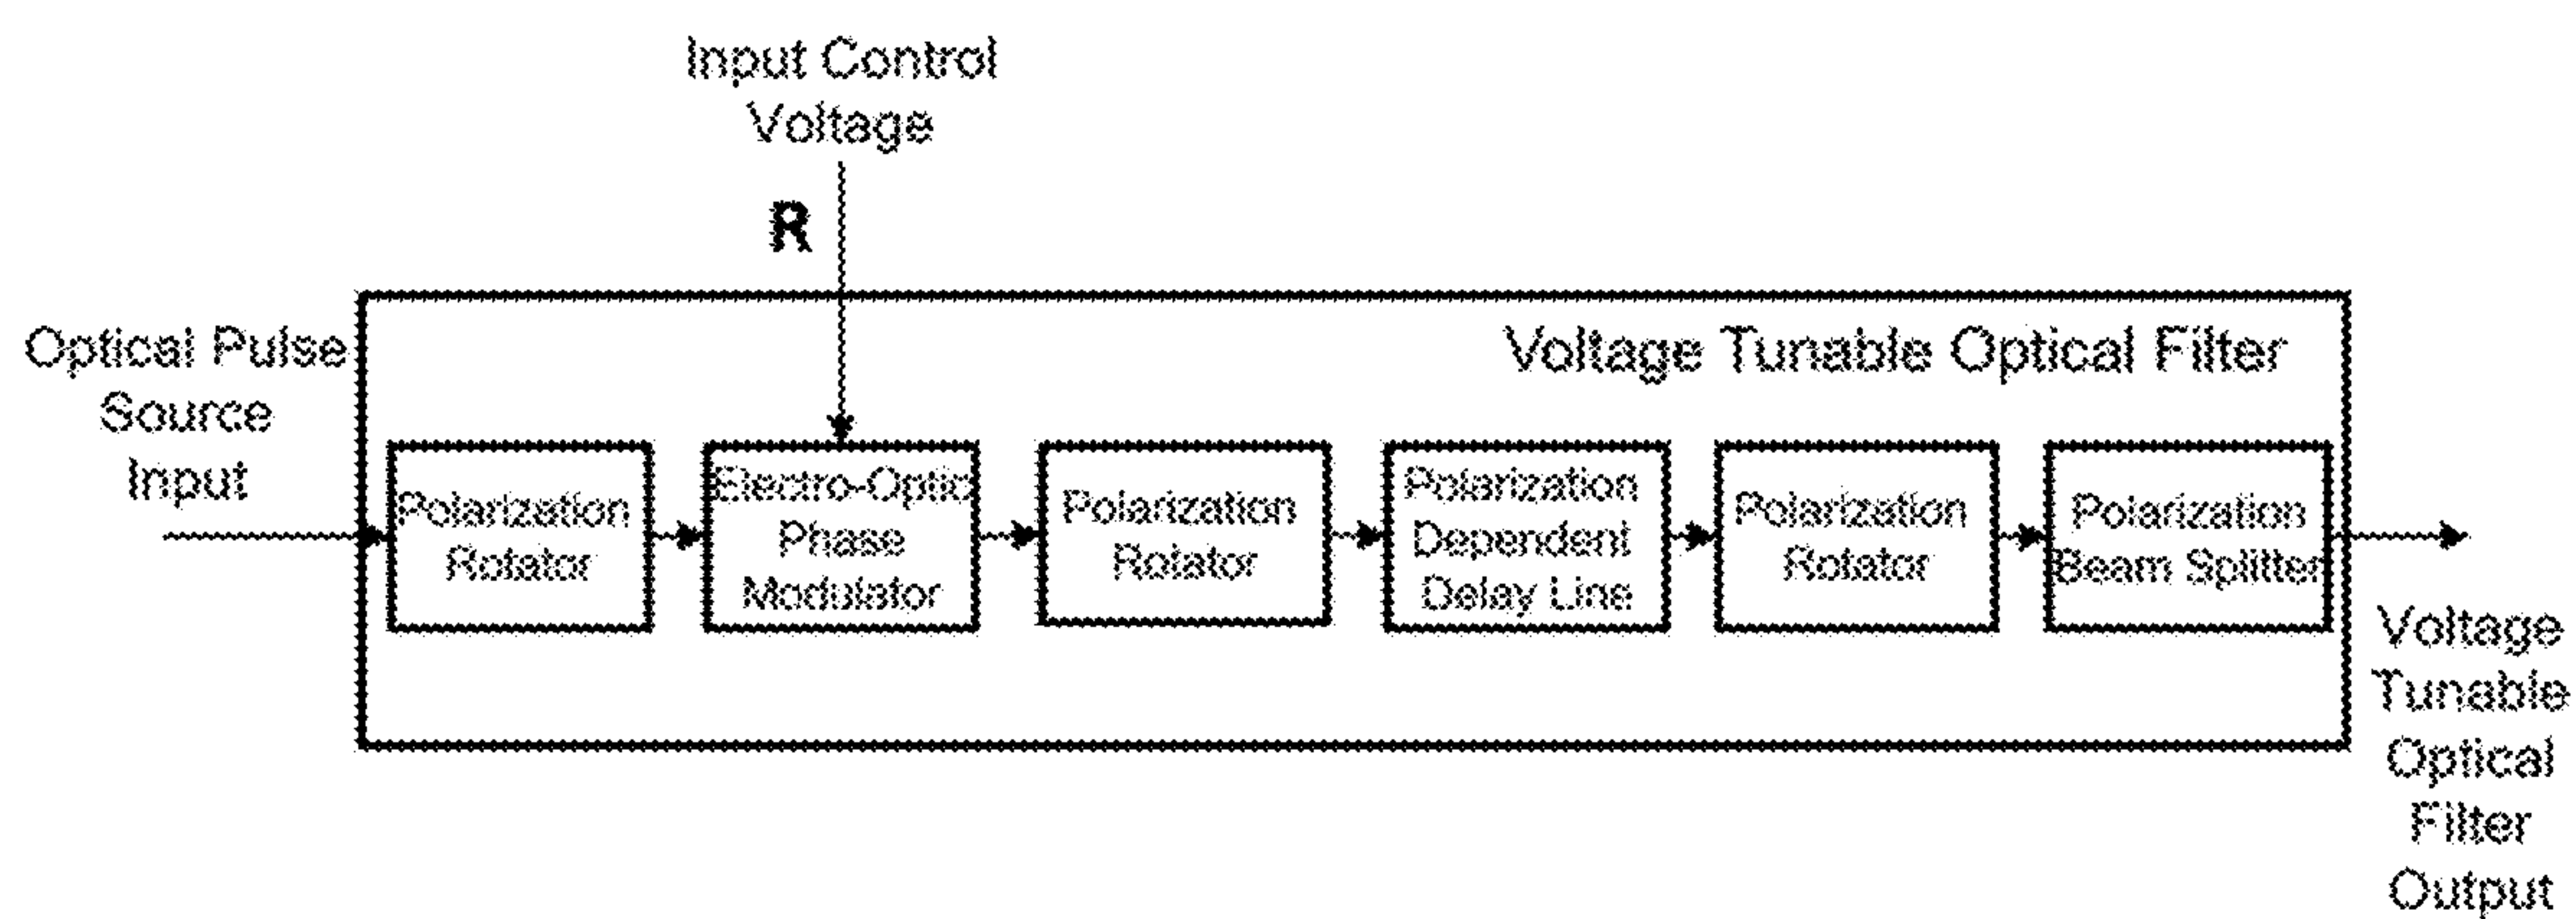 Input Control
Voltage
R
Optical Pulse
Source
Input
Voltage Tunable Optical Filter
Polarization
Rotator
Electro-Optic
Phase
Modulator
Polarization
Rotator
Polarization
Dependent
Delay Line
Polarization
Rotator
Polarization
Beam Splitter
Voltage
Tunable
Optical
Filter
Output